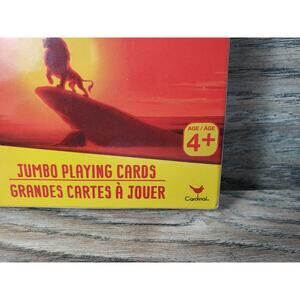 AGE / ÂGE
4+
JUMBO PLAYING CARDS
GRANDES CARTES À JOUER
Cardinal